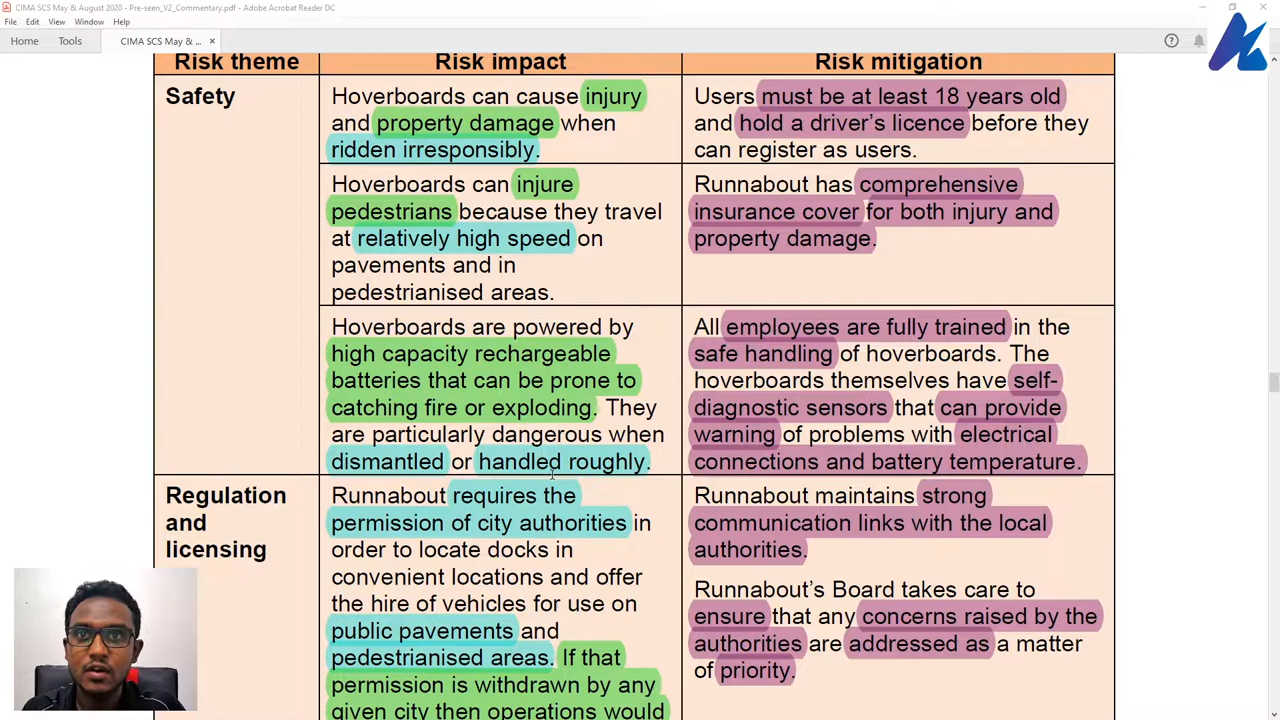 CIMA SCS May & August 2020 - Pre-seen_V2_Commentary.pdf - Adobe Acrobat Reader DC
File Edit View Window Help
Home Tools CIMA SCS May & ... ×
Risk theme Risk impact Risk mitigation
Safety
Hoverboards can cause injury
and property damage when
ridden irresponsibly.
Users must be at least 18 years old
and hold a driver's licence before they
can register as users.
Hoverboards can injure
pedestrians because they travel
at relatively high speed on
pavements and in
pedestrianised areas.
Runnabout has comprehensive
insurance cover for both injury and
property damage.
Hoverboards are powered by
high capacity rechargeable
batteries that can be prone to
catching fire or exploding. They
are particularly dangerous when
dismantled or handled roughly.
All employees are fully trained in the
safe handling of hoverboards. The
hoverboards themselves have self-
diagnostic sensors that can provide
warning of problems with electrical
connections and battery temperature.
Regulation
and
licensing
Runnabout requires the
permission of city authorities in
order to locate docks in
convenient locations and offer
the hire of vehicles for use on
public pavements and
pedestrianised areas. If that
permission is withdrawn by any
given city then operations would
Runnabout maintains strong
communication links with the local
authorities.
Runnabout's Board takes care to
ensure that any concerns raised by the
authorities are addressed as a matter
of priority.